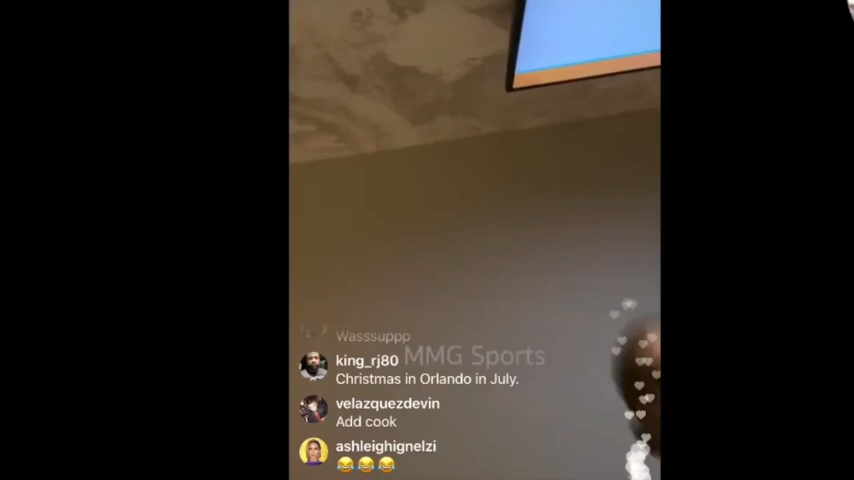 Wasssuppp
king_rj80
MMG Sports
Christmas in Orlando in July.
velazquezdevin
Add cook
ashleighignelzi
😂😂😂